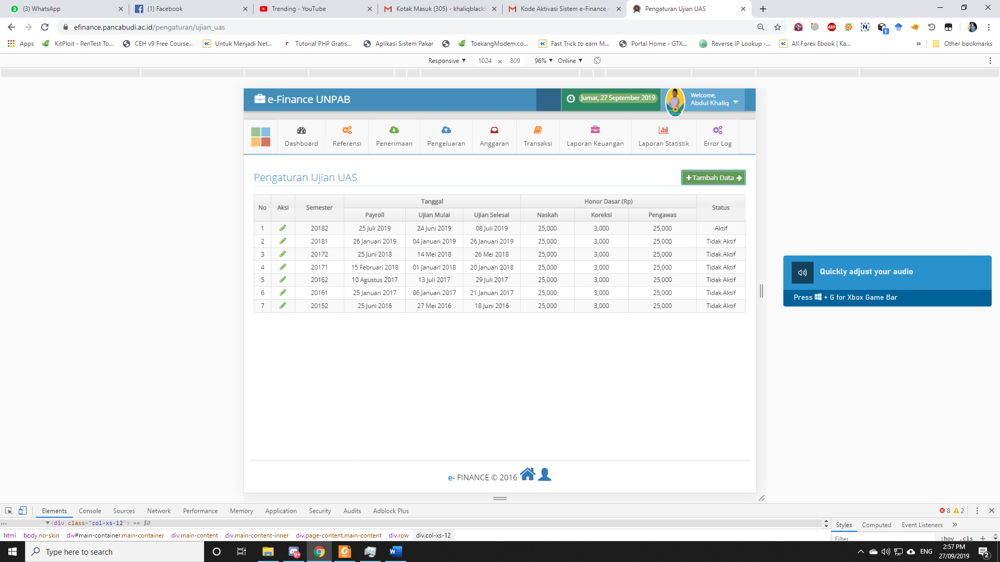 (3) WhatsApp
(1) Facebook
Trending - YouTube
Kotak Masuk (305) - khaliqblackli
Kode Aktivasi Sistem e-Finance -
Pengaturan Ujian UAS
efinance.pancabudi.ac.id/pengaturan/ujian_uas
ABP
1
Apps
KitPloit - PenTest To...
CEH v9 Free Course...
Untuk Menjadi Net...
Tutorial PHP Gratis...
Aplikasi Sistem Pakar
ToekangModem.co...
Fast Trick to earn M...
Portal Home - GTX...
Reverse IP Lookup -...
All Forex Ebook | Ka...
»
Other bookmarks
Responsive ▼ 1024 x 809 96% ▼ Online ▼
e-Finance UNPAB
Jumat, 27 September 2019
Welcome,
Abdul Khaliq
Dashboard
Referensi
Penerimaan
Pengeluaran
Anggaran
Transaksi
Laporan Keuangan
Laporan Statistik
Error Log
Pengaturan Ujian UAS
+Tambah Data
No Aksi Semester Tanggal Honor Dasar (Rp) Status
Payroll Ujian Mulai Ujian Selesai Naskah Koreksi Pengawas
1 20182 25 Juli 2019 24 Juni 2019 08 Juli 2019 25,000 3,000 25,000 Aktif
2 20181 26 Januari 2019 04 Januari 2019 26 Januari 2019 25,000 3,000 25,000 Tidak Aktif
3 20172 25 Juni 2018 14 Mei 2018 26 Mei 2018 25,000 3,000 25,000 Tidak Aktif
4 20171 15 Februari 2018 01 Januari 2018 20 Januari 2018 25,000 3,000 25,000 Tidak Aktif
5 20162 10 Agustus 2017 13 Juli 2017 29 Juli 2017 25,000 3,000 25,000 Tidak Aktif
6 20161 25 Januari 2017 06 Januari 2017 21 Januari 2017 25,000 3,000 25,000 Tidak Aktif
7 20152 25 Juni 2016 27 Mei 2016 18 Juni 2016 25,000 3,000 25,000 Tidak Aktif
Quickly adjust your audio
Press + G for Xbox Game Bar
e- FINANCE © 2016
Elements Console Sources Network Performance Memory Application Security Audits Adblock Plus
8 2
... ▼<div class="col-xs-12"> == $0
Styles Computed Event Listeners »
html body.no-skin div#main-container.main-container div.main-content div.main-content-inner div.page-content.main-content div.row div.col-xs-12
Filter :hov .cls +
Type here to search
9+
ENG
2:57 PM
27/09/2019
2